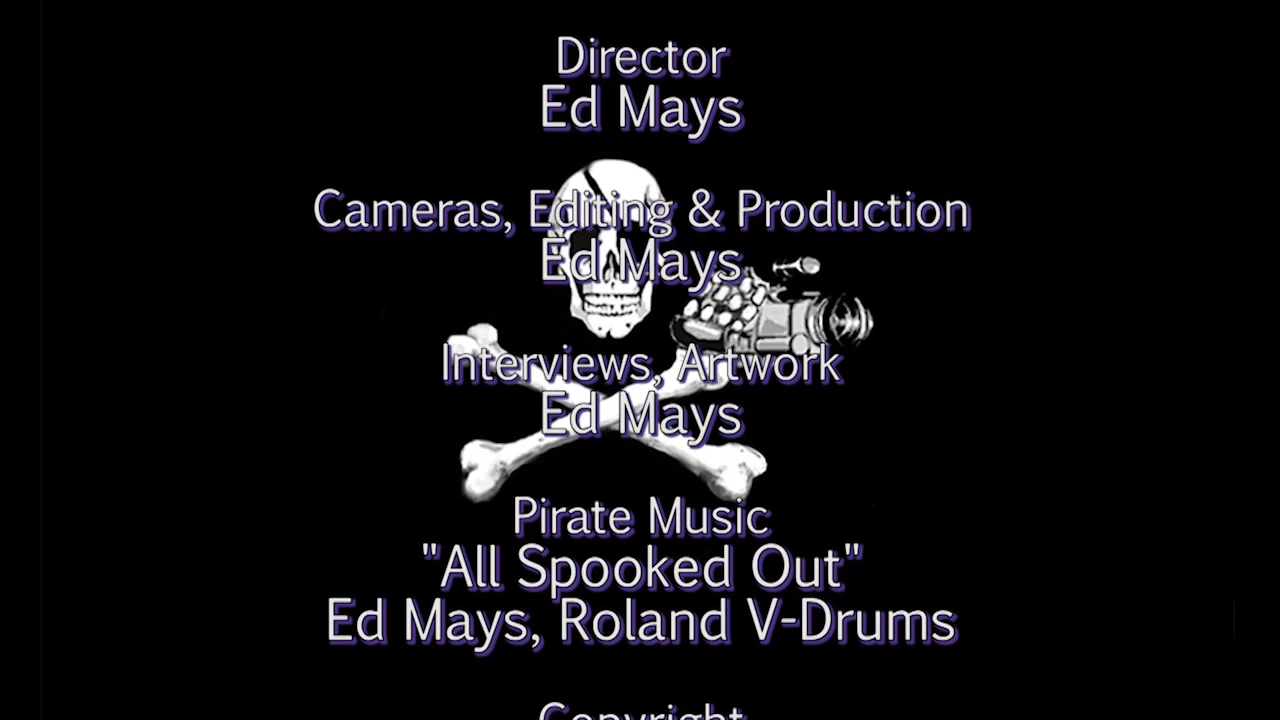 Director
Ed Mays
Cameras, Editing & Production
Ed Mays
Interviews, Artwork
Ed Mays
Pirate Music
"All Spooked Out"
Ed Mays, Roland V-Drums
Copyright